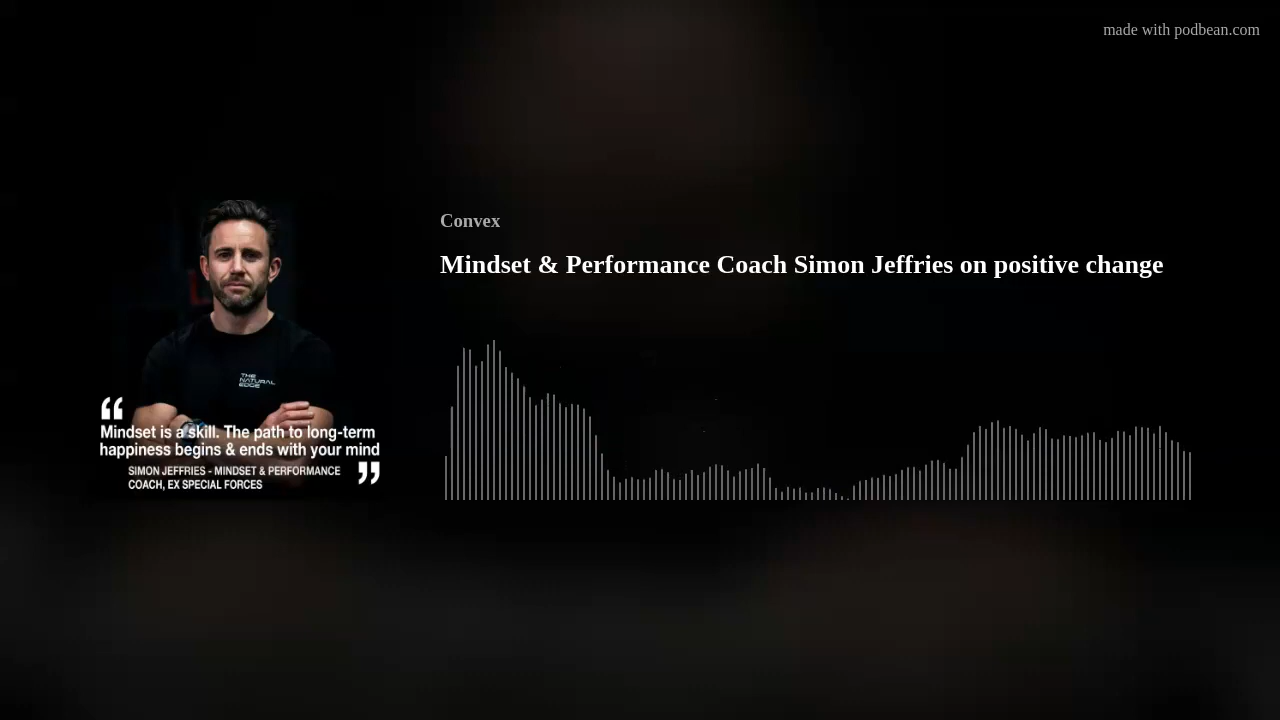 made with podbean.com
Convex
Mindset & Performance Coach Simon Jeffries on positive change
THE
NATURAL
EDGE
“
Mindset is a skill. The path to long-term
happiness begins & ends with your mind
SIMON JEFFRIES - MINDSET & PERFORMANCE
COACH, EX SPECIAL FORCES
”